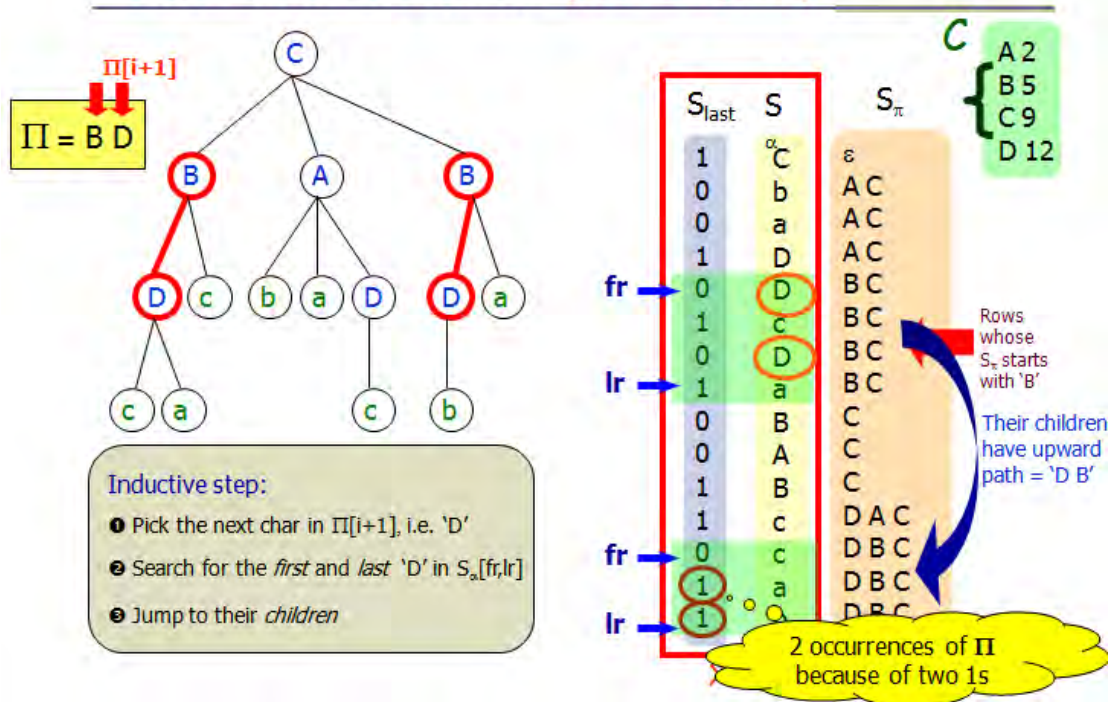 Π[i+1]
Π = B D
C
B
A
B
D
c
b
a
D
D
a
c
a
c
b
Inductive step:
❶ Pick the next char in Π[i+1], i.e. ‘D’
❷ Search for the first and last ‘D’ in Sα[fr,lr]
❸ Jump to their children
C
A 2
B 5
C 9
D 12
Slast S Sπ
α
1 C ε
0 b A C
0 a A C
1 D A C
fr 0 D B C
1 c B C
0 D B C
lr 1 a B C
0 B C
0 A C
1 B C
1 c D A C
fr 0 c D B C
1 a D B C
lr 1 D B C
Rows
whose
Sπ starts
with ‘B’
Their children
have upward
path = ‘D B’
2 occurrences of Π
because of two 1s